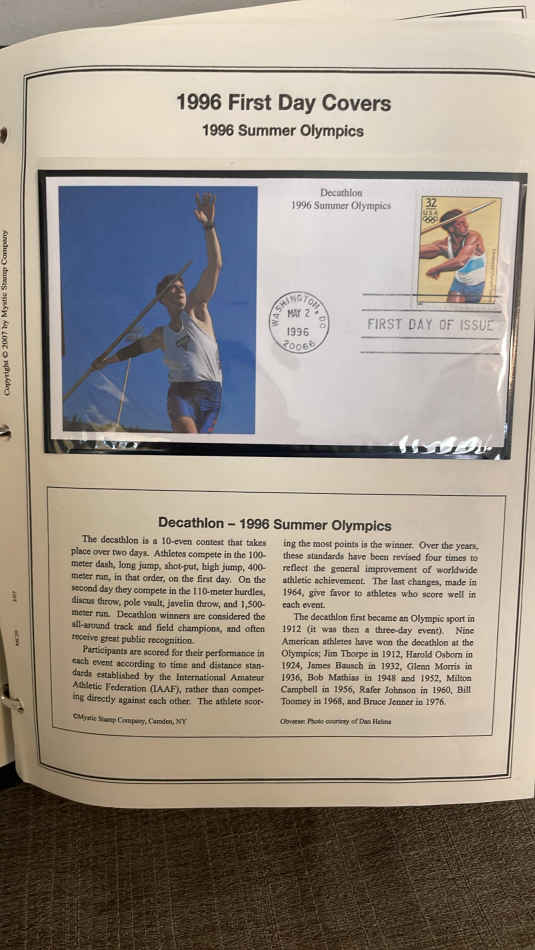 1996 First Day Covers
1996 Summer Olympics
Decathlon
1996 Summer Olympics
32
USA
WASHINGTON, DC
MAY 2
1996
20066
FIRST DAY OF ISSUE
Copyright © 2007 by Mystic Stamp Company
Decathlon – 1996 Summer Olympics
The decathlon is a 10-even contest that takes
place over two days. Athletes compete in the 100-
meter dash, long jump, shot-put, high jump, 400-
meter run, in that order, on the first day. On the
second day they compete in the 110-meter hurdles,
discus throw, pole vault, javelin throw, and 1,500-
meter run. Decathlon winners are considered the
all-around track and field champions, and often
receive great public recognition.
Participants are scored for their performance in
each event according to time and distance stan-
dards established by the International Amateur
Athletic Federation (IAAF), rather than compet-
ing directly against each other. The athlete scor-
ing the most points is the winner. Over the years,
these standards have been revised four times to
reflect the general improvement of worldwide
athletic achievement. The last changes, made in
1964, give favor to athletes who score well in
each event.
The decathlon first became an Olympic sport in
1912 (it was then a three-day event). Nine
American athletes have won the decathlon at the
Olympics; Jim Thorpe in 1912, Harold Osborn in
1924, James Bausch in 1932, Glenn Morris in
1936, Bob Mathias in 1948 and 1952, Milton
Campbell in 1956, Rafer Johnson in 1960, Bill
Toomey in 1968, and Bruce Jenner in 1976.
©Mystic Stamp Company, Camden, NY
Obverse: Photo courtesy of Dan Helms